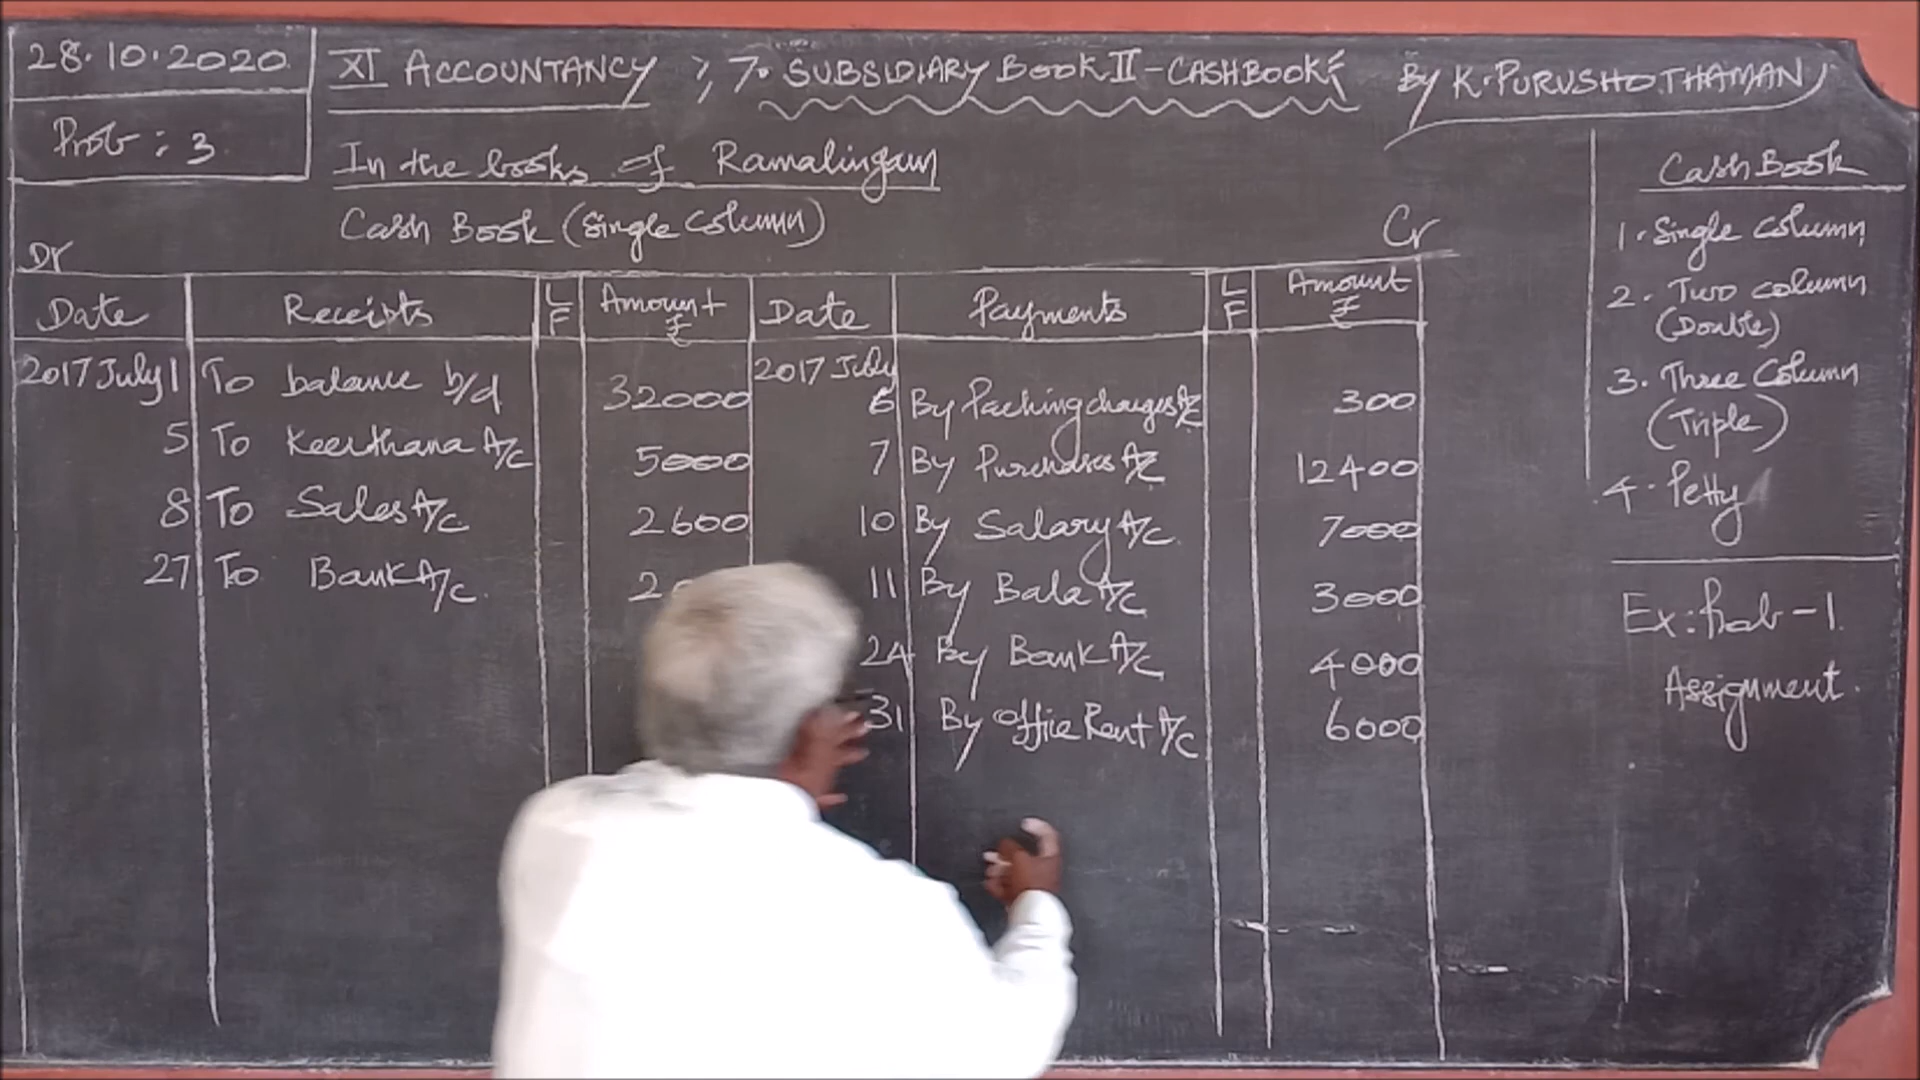 28.10.2020
XI ACCOUNTANCY ; 7. SUBSIDIARY BOOK II - CASH BOOK By K. PURUSHOTHAMAN
Prob : 3
In the books of Ramalingam
Cash Book (Single Column)
Dr Cr
Date Receipts LF Amount ₹ Date Payments LF Amount ₹
2017 July 1 To balance b/d 32000 2017 July
6 By Packing charges A/c 300
5 To Keerthana A/c 5000 7 By Purchases A/c 12400
8 To Sales A/c 2600 10 By Salary A/c 7000
27 To Bank A/c 11 By Bala A/c 3000
24 By Bank A/c 4000
31 By Office Rent A/c 6000
Cash Book
1. Single Column
2. Two column
(Double)
3. Three Column
(Triple)
4. Petty
Ex: Prob - 1
Assignment.